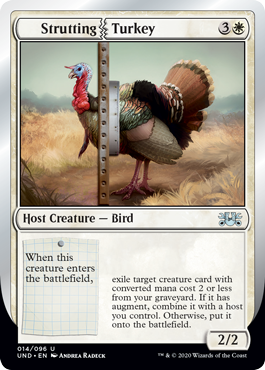 Strutting Turkey 3
Host Creature — Bird
When this
creature enters
the battlefield,
exile target creature card with
converted mana cost 2 or less
from your graveyard. If it has
augment, combine it with a host
you control. Otherwise, put it
onto the battlefield.
2/2
014/096 U
UND • EN ANDREA RADECK
™ & © 2020 Wizards of the Coast